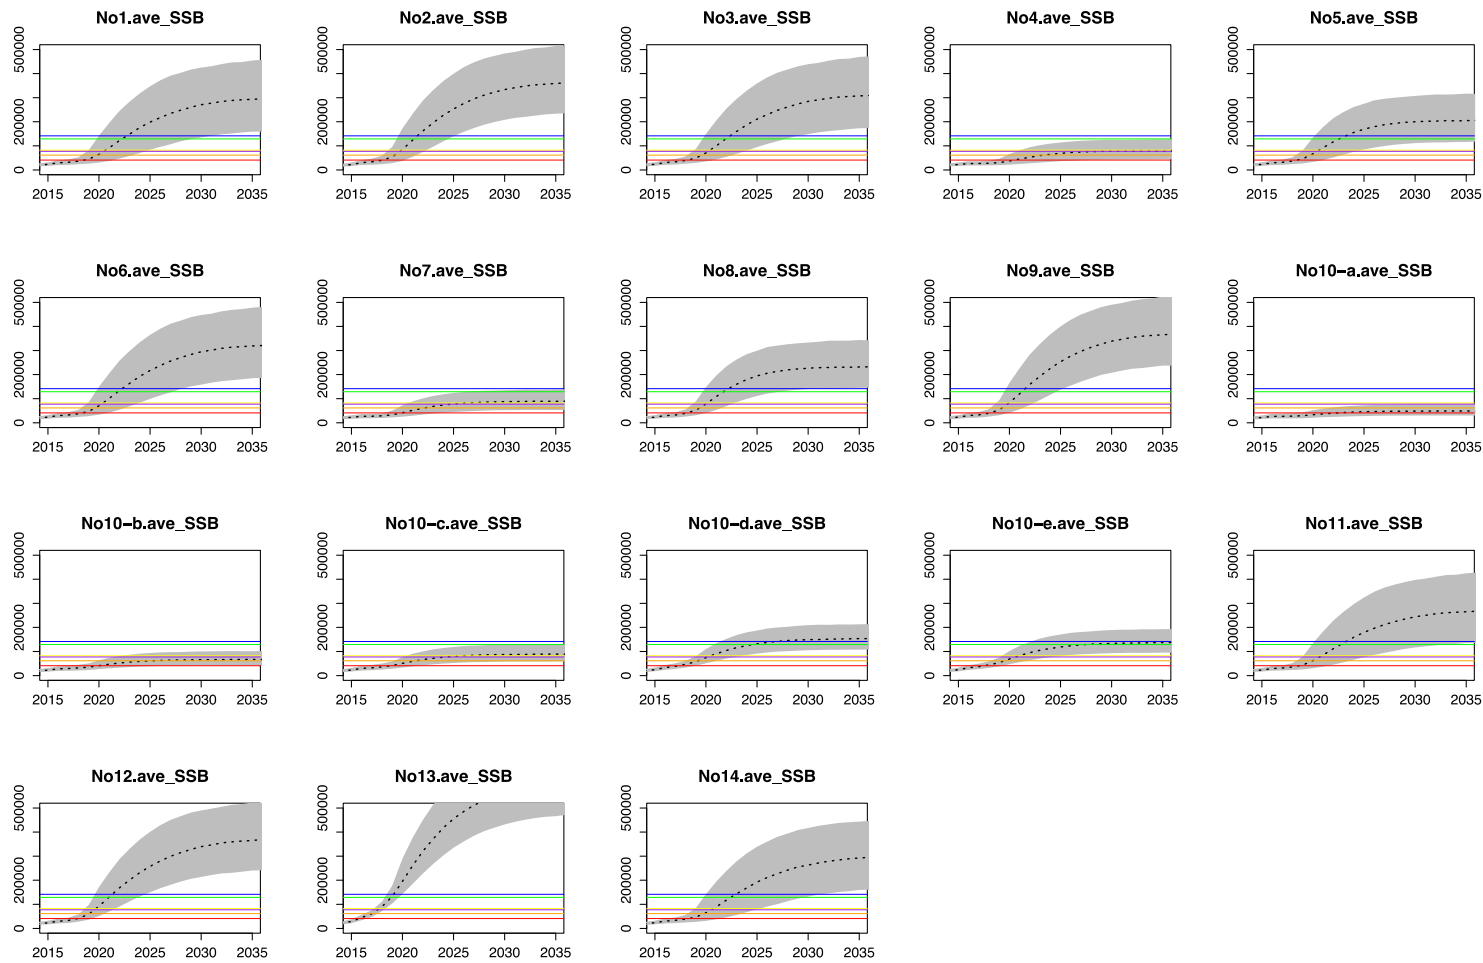 No1.ave_SSB
No2.ave_SSB
No3.ave_SSB
No4.ave_SSB
No5.ave_SSB
0 200000 500000
0 200000 500000
0 200000 500000
0 200000 500000
0 200000 500000
2015 2020 2025 2030 2035
2015 2020 2025 2030 2035
2015 2020 2025 2030 2035
2015 2020 2025 2030 2035
2015 2020 2025 2030 2035
No6.ave_SSB
No7.ave_SSB
No8.ave_SSB
No9.ave_SSB
No10−a.ave_SSB
0 200000 500000
0 200000 500000
0 200000 500000
0 200000 500000
0 200000 500000
2015 2020 2025 2030 2035
2015 2020 2025 2030 2035
2015 2020 2025 2030 2035
2015 2020 2025 2030 2035
2015 2020 2025 2030 2035
No10−b.ave_SSB
No10−c.ave_SSB
No10−d.ave_SSB
No10−e.ave_SSB
No11.ave_SSB
0 200000 500000
0 200000 500000
0 200000 500000
0 200000 500000
0 200000 500000
2015 2020 2025 2030 2035
2015 2020 2025 2030 2035
2015 2020 2025 2030 2035
2015 2020 2025 2030 2035
2015 2020 2025 2030 2035
No12.ave_SSB
No13.ave_SSB
No14.ave_SSB
0 200000 500000
0 200000 500000
0 200000 500000
2015 2020 2025 2030 2035
2015 2020 2025 2030 2035
2015 2020 2025 2030 2035